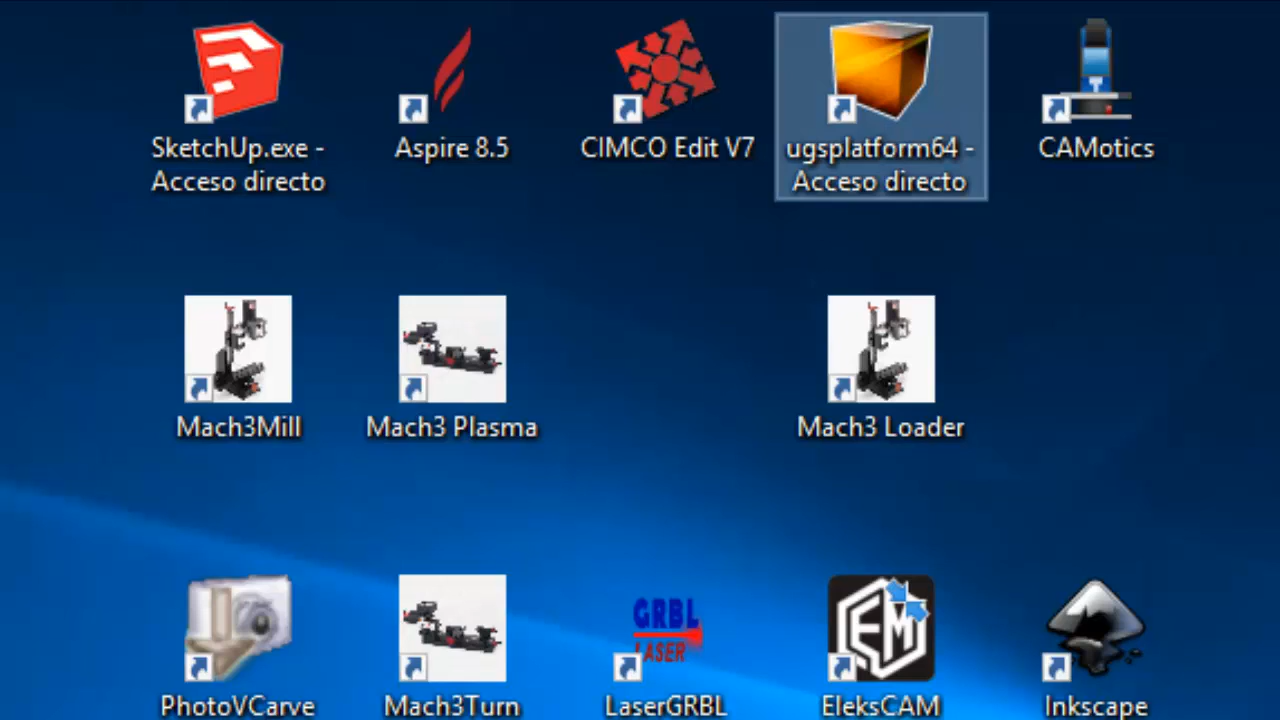 SketchUp.exe -
Acceso directo
Aspire 8.5
CIMCO Edit V7
ugsplatform64 -
Acceso directo
CAMotics
Mach3Mill
Mach3 Plasma
Mach3 Loader
GRBL
LASER
EM
PhotoVCarve
Mach3Turn
LaserGRBL
EleksCAM
Inkscape